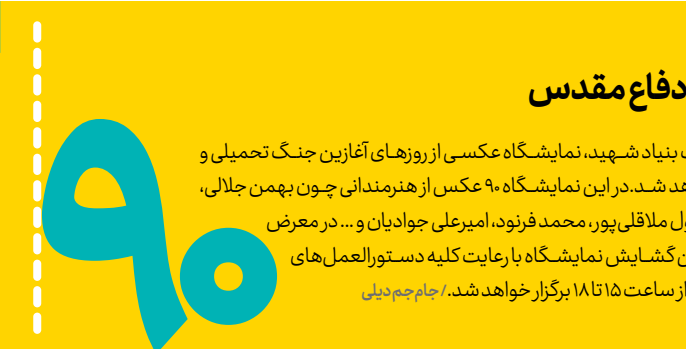 دفاع مقدس
بنیاد شهید، نمایشگاه عکسی از روزهای آغازین جنگ تحمیلی و
شد. در این نمایشگاه ۹۰ عکس از هنرمندانی چون بهمن جلالی،
ملاقلی‌پور، محمد فرنود، امیرعلی جوادیان و ... در معرض
گشایش نمایشگاه با رعایت کلیه دستورالعمل‌های
از ساعت ۱۵ تا ۱۸ برگزار خواهد شد./ جام‌جم‌دیلی
۹۰